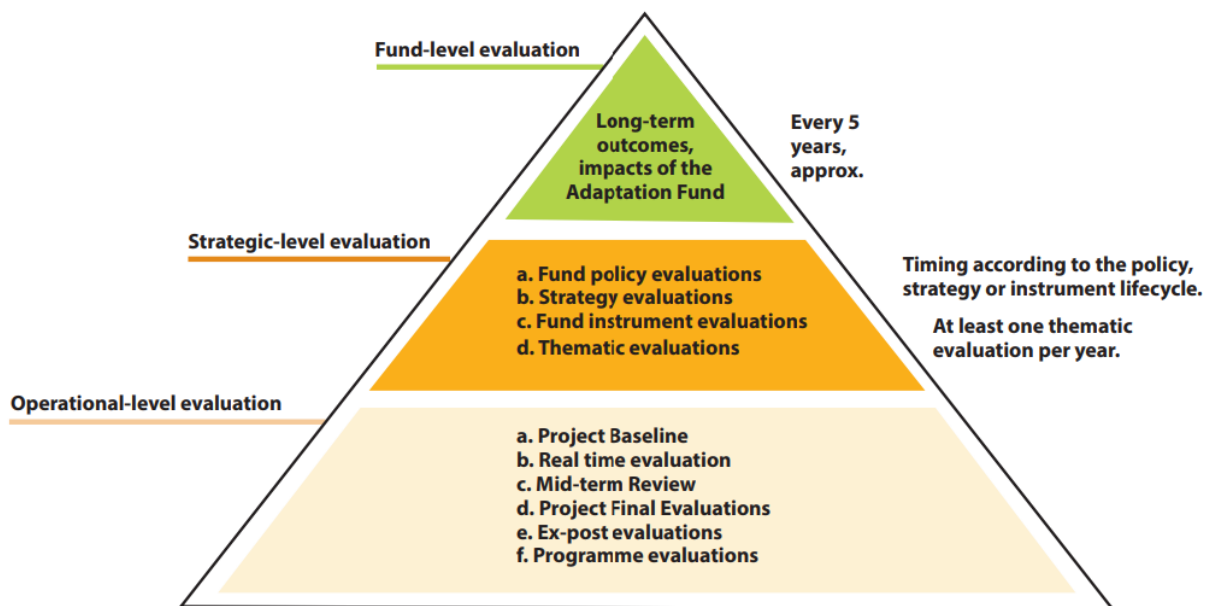 Fund-level evaluation
Long-term
outcomes,
impacts of the
Adaptation Fund
Every 5
years,
approx.
Strategic-level evaluation
a. Fund policy evaluations
b. Strategy evaluations
c. Fund instrument evaluations
d. Thematic evaluations
Timing according to the policy,
strategy or instrument lifecycle.
At least one thematic
evaluation per year.
Operational-level evaluation
a. Project Baseline
b. Real time evaluation
c. Mid-term Review
d. Project Final Evaluations
e. Ex-post evaluations
f. Programme evaluations